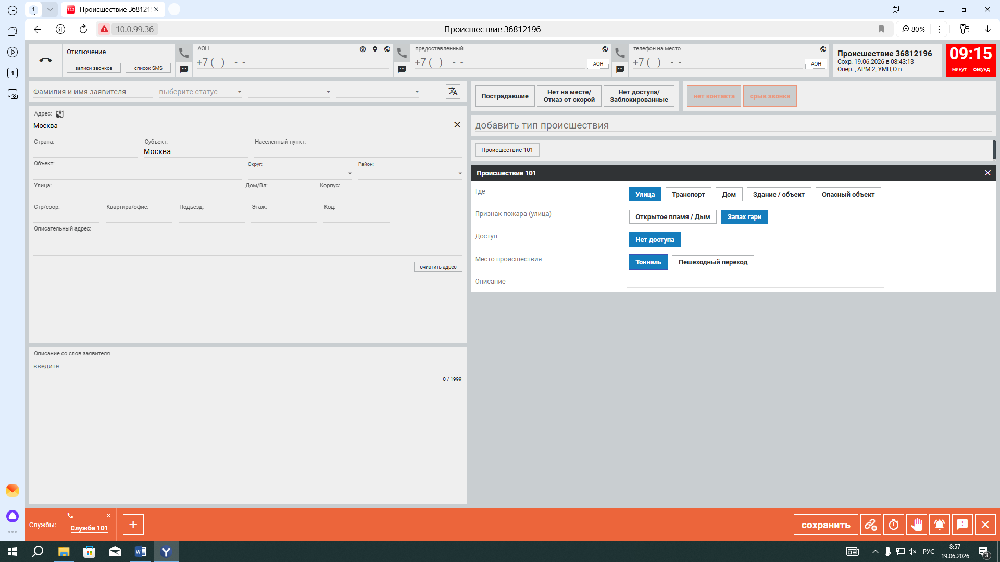 1
Происшествие 368121
10.0.99.36
Происшествие 36812196
80%
1
Отключение
записи звонков
список SMS
АОН
+7 ( ) - -
предоставленный
+7 ( ) - -
АОН
телефон на место
+7 ( ) - -
АОН
Происшествие 36812196
Сохр. 19.06.2026 в 08:43:13
Опер. , АРМ 2, УМЦ О п
09:15
минут секунд
Фамилия и имя заявителя
выберите статус
Пострадавшие
Нет на месте/
Отказ от скорой
Нет доступа/
Заблокированные
нет контакта
срыв звонка
Адрес:
Москва
Страна:
Субъект:
Населенный пункт:
Москва
Объект:
Округ:
Район:
Улица:
Дом/Вл:
Корпус:
Стр/соор:
Квартира/офис:
Подъезд:
Этаж:
Код:
Описательный адрес:
очистить адрес
добавить тип происшествия
Происшествие 101
Происшествие 101
Где
Улица
Транспорт
Дом
Здание / объект
Опасный объект
Признак пожара (улица)
Открытое пламя / Дым
Запах гари
Доступ
Нет доступа
Место происшествия
Тоннель
Пешеходный переход
Описание
Описание со слов заявителя
введите
0 / 1999
Службы:
Служба 101
сохранить
РУС
8:57
19.06.2026
3